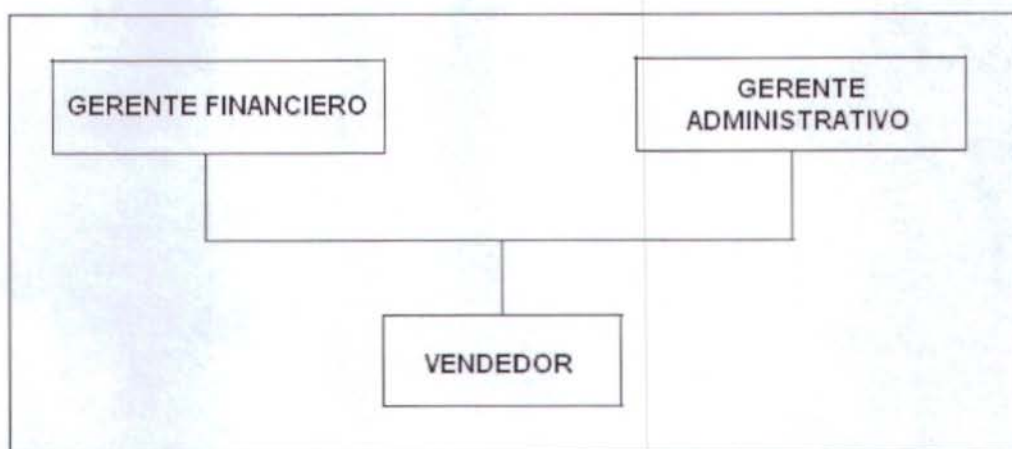 GERENTE FINANCIERO
GERENTE
ADMINISTRATIVO
VENDEDOR